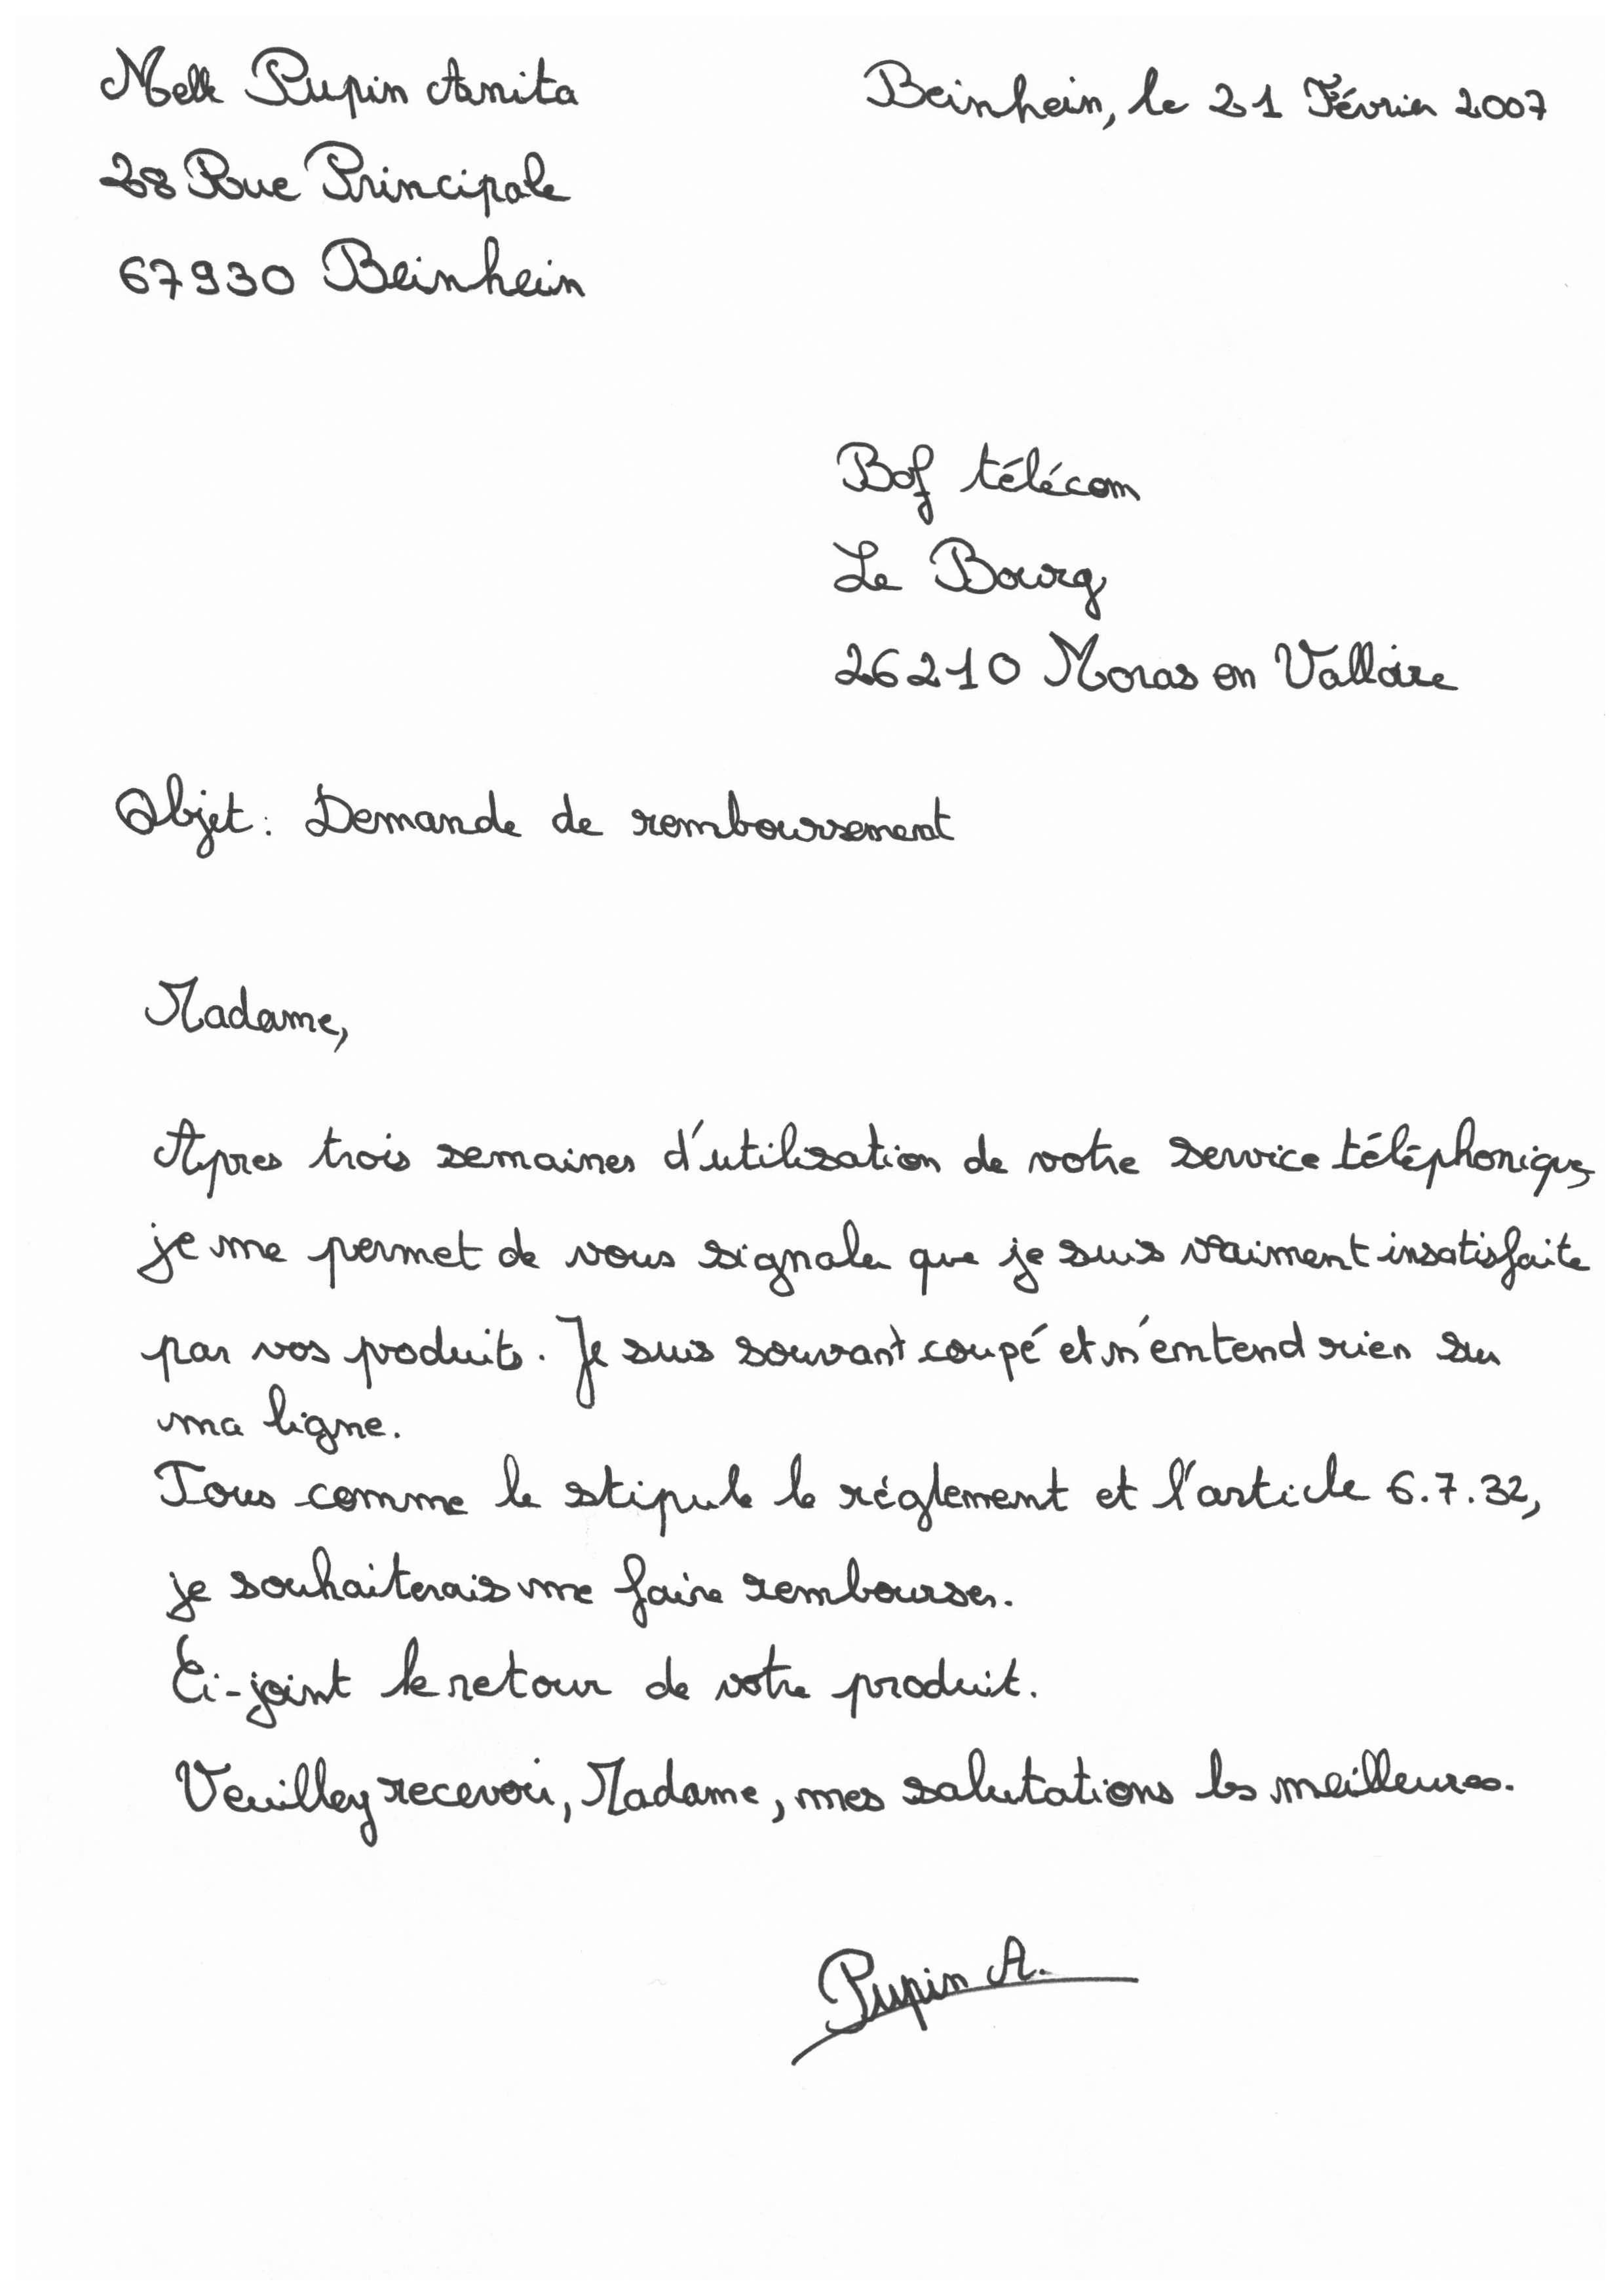 Melle Pupin Anita
Beinhein, le 21 Février 2007
28 Rue Principale
67930 Beinhein
Bof télécom
Le Bourg
26210 Moras en Valloire
Objet : Demande de remboursement
Madame,
Apres trois semaines d'utilisation de votre service téléphonique,
je me permet de vous signaler que je suis vraiment insatisfaite
par vos produits. Je suis souvant coupé et n'entend rien sur
ma ligne.
Tous comme le stipule le réglement et l'article 6.7.32,
je souhaiterais me faire rembourser.
Ci-joint le retour de votre produit.
Veuillez recevoir, Madame, mes salutations les meilleures.
Pupin A.